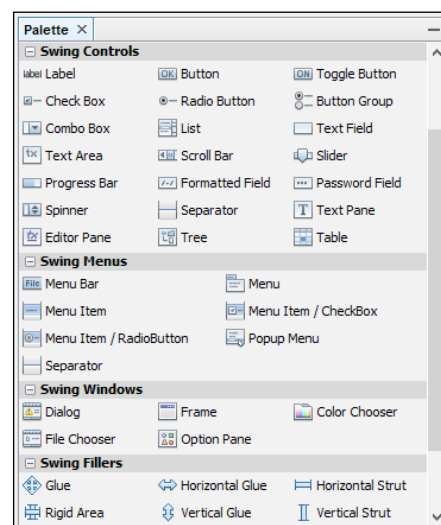 Palette ×
Swing Controls
label Label OK Button ON Toggle Button
Check Box Radio Button Button Group
Combo Box List Text Field
tx Text Area Scroll Bar Slider
Progress Bar Formatted Field Password Field
Spinner Separator T Text Pane
tx Editor Pane Tree Table
Swing Menus
File Menu Bar Menu
Menu Item Menu Item / CheckBox
Menu Item / RadioButton Popup Menu
Separator
Swing Windows
Dialog Frame Color Chooser
File Chooser Option Pane
Swing Fillers
Glue Horizontal Glue Horizontal Strut
Rigid Area Vertical Glue Vertical Strut